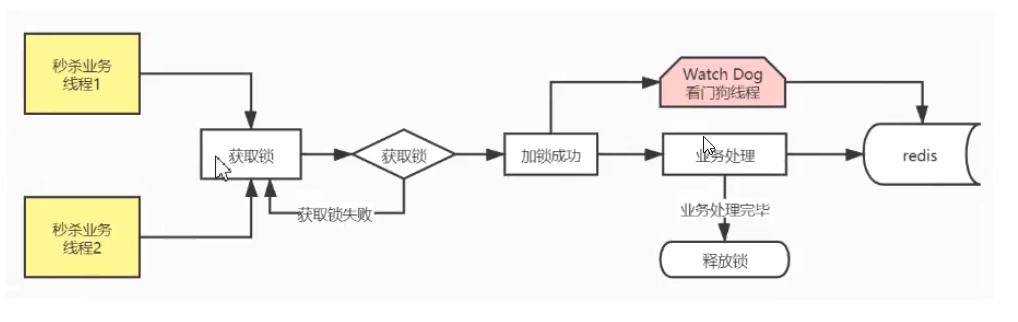 秒杀业务
线程1
秒杀业务
线程2
获取锁
获取锁
获取锁失败
加锁成功
Watch Dog
看门狗线程
业务处理
业务处理完毕
释放锁
redis